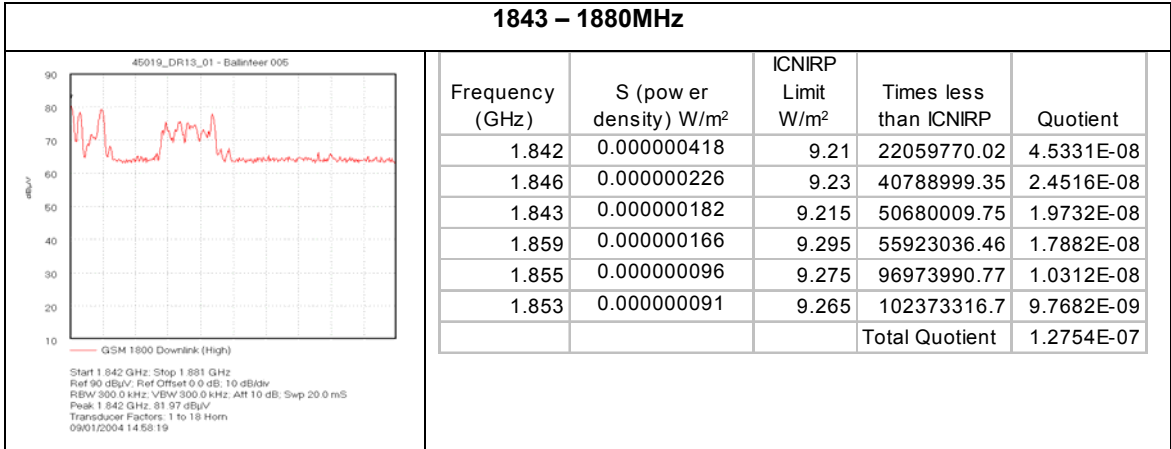 1843 – 1880MHz
45019_DR13_01 - Ballinteer 005
90
80
70
60
50
40
30
20
10
dBµV
GSM 1800 Downlink (High)
Start 1.842 GHz; Stop 1.881 GHz
Ref 90 dBµV; Ref Offset 0.0 dB; 10 dB/div
RBW 300.0 kHz; VBW 300.0 kHz; Att 10 dB; Swp 20.0 mS
Peak 1.842 GHz, 81.97 dBµV
Transducer Factors: 1 to 18 Horn
09/01/2004 14:58:19
Frequency (GHz) S (pow er density) W/m² ICNIRP Limit W/m² Times less than ICNIRP Quotient
1.842 0.000000418 9.21 22059770.02 4.5331E-08
1.846 0.000000226 9.23 40788999.35 2.4516E-08
1.843 0.000000182 9.215 50680009.75 1.9732E-08
1.859 0.000000166 9.295 55923036.46 1.7882E-08
1.855 0.000000096 9.275 96973990.77 1.0312E-08
1.853 0.000000091 9.265 102373316.7 9.7682E-09
Total Quotient 1.2754E-07